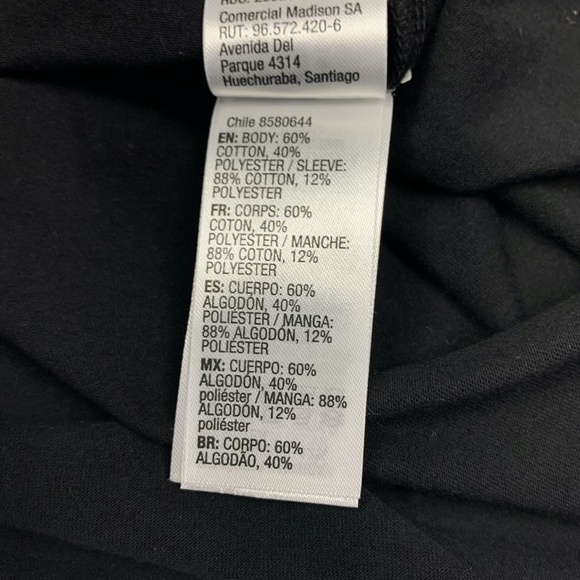 Comercial Madison SA
RUT: 96.572.420-6
Avenida Del
Parque 4314
Huechuraba, Santiago
Chile 8580644
EN: BODY: 60%
COTTON, 40%
POLYESTER / SLEEVE:
88% COTTON, 12%
POLYESTER
FR: CORPS: 60%
COTON, 40%
POLYESTER / MANCHE:
88% COTON, 12%
POLYESTER
ES: CUERPO: 60%
ALGODÓN, 40%
POLIÉSTER / MANGA:
88% ALGODÓN, 12%
POLIÉSTER
MX: CUERPO: 60%
ALGODÓN, 40%
poliéster / MANGA: 88%
ALGODÓN, 12%
poliéster
BR: CORPO: 60%
ALGODÃO, 40%